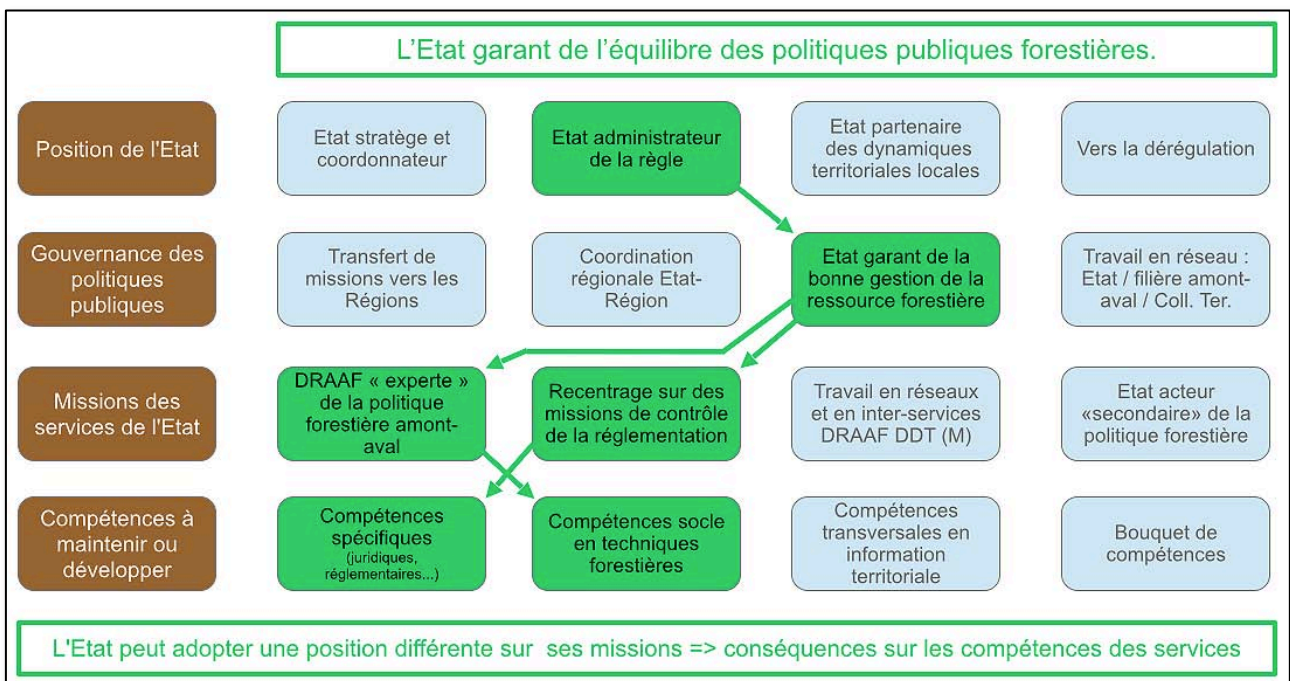 L'Etat garant de l'équilibre des politiques publiques forestières.
Position de l'Etat
Etat stratège et
coordonnateur
Etat administrateur
de la règle
Etat partenaire
des dynamiques
territoriales locales
Vers la dérégulation
Gouvernance des
politiques
publiques
Transfert de
missions vers les
Régions
Coordination
régionale Etat-
Région
Etat garant de la
bonne gestion de la
ressource forestière
Travail en réseau :
Etat / filière amont-
aval / Coll. Ter.
Missions des
services de l'Etat
DRAAF « experte »
de la politique
forestière amont-
aval
Recentrage sur des
missions de contrôle
de la réglementation
Travail en réseaux
et en inter-services
DRAAF DDT (M)
Etat acteur
«secondaire» de la
politique forestière
Compétences à
maintenir ou
développer
Compétences
spécifiques
(juridiques,
réglementaires...)
Compétences socle
en techniques
forestières
Compétences
transversales en
information
territoriale
Bouquet de
compétences
L'Etat peut adopter une position différente sur ses missions => conséquences sur les compétences des services